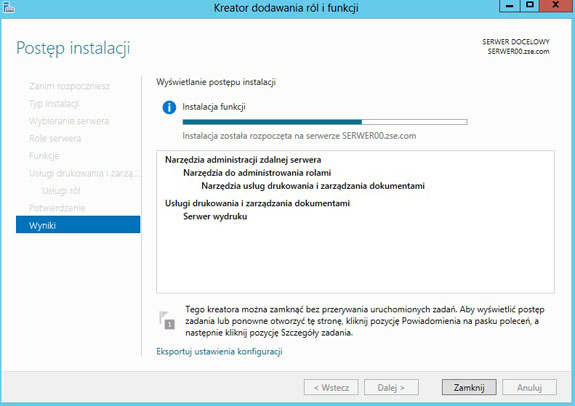 Kreator dodawania ról i funkcji
Postęp instalacji
SERWER DOCELOWY
SERWER00.zse.com
Zanim rozpoczniesz
Typ instalacji
Wybieranie serwera
Role serwera
Funkcje
Usługi drukowania i zarzą...
Usługi ról
Potwierdzenie
Wyniki
Wyświetlanie postępu instalacji
Instalacja funkcji
Instalacja została rozpoczęta na serwerze SERWER00.zse.com
Narzędzia administracji zdalnej serwera
Narzędzia do administrowania rolami
Narzędzia usług drukowania i zarządzania dokumentami
Usługi drukowania i zarządzania dokumentami
Serwer wydruku
1
Tego kreatora można zamknąć bez przerywania uruchomionych zadań. Aby wyświetlić postęp
zadania lub ponowne otworzyć tę stronę, kliknij pozycję Powiadomienia na pasku poleceń, a
następnie kliknij pozycję Szczegóły zadania.
Eksportuj ustawienia konfiguracji
< Wstecz
Dalej >
Zamknij
Anuluj